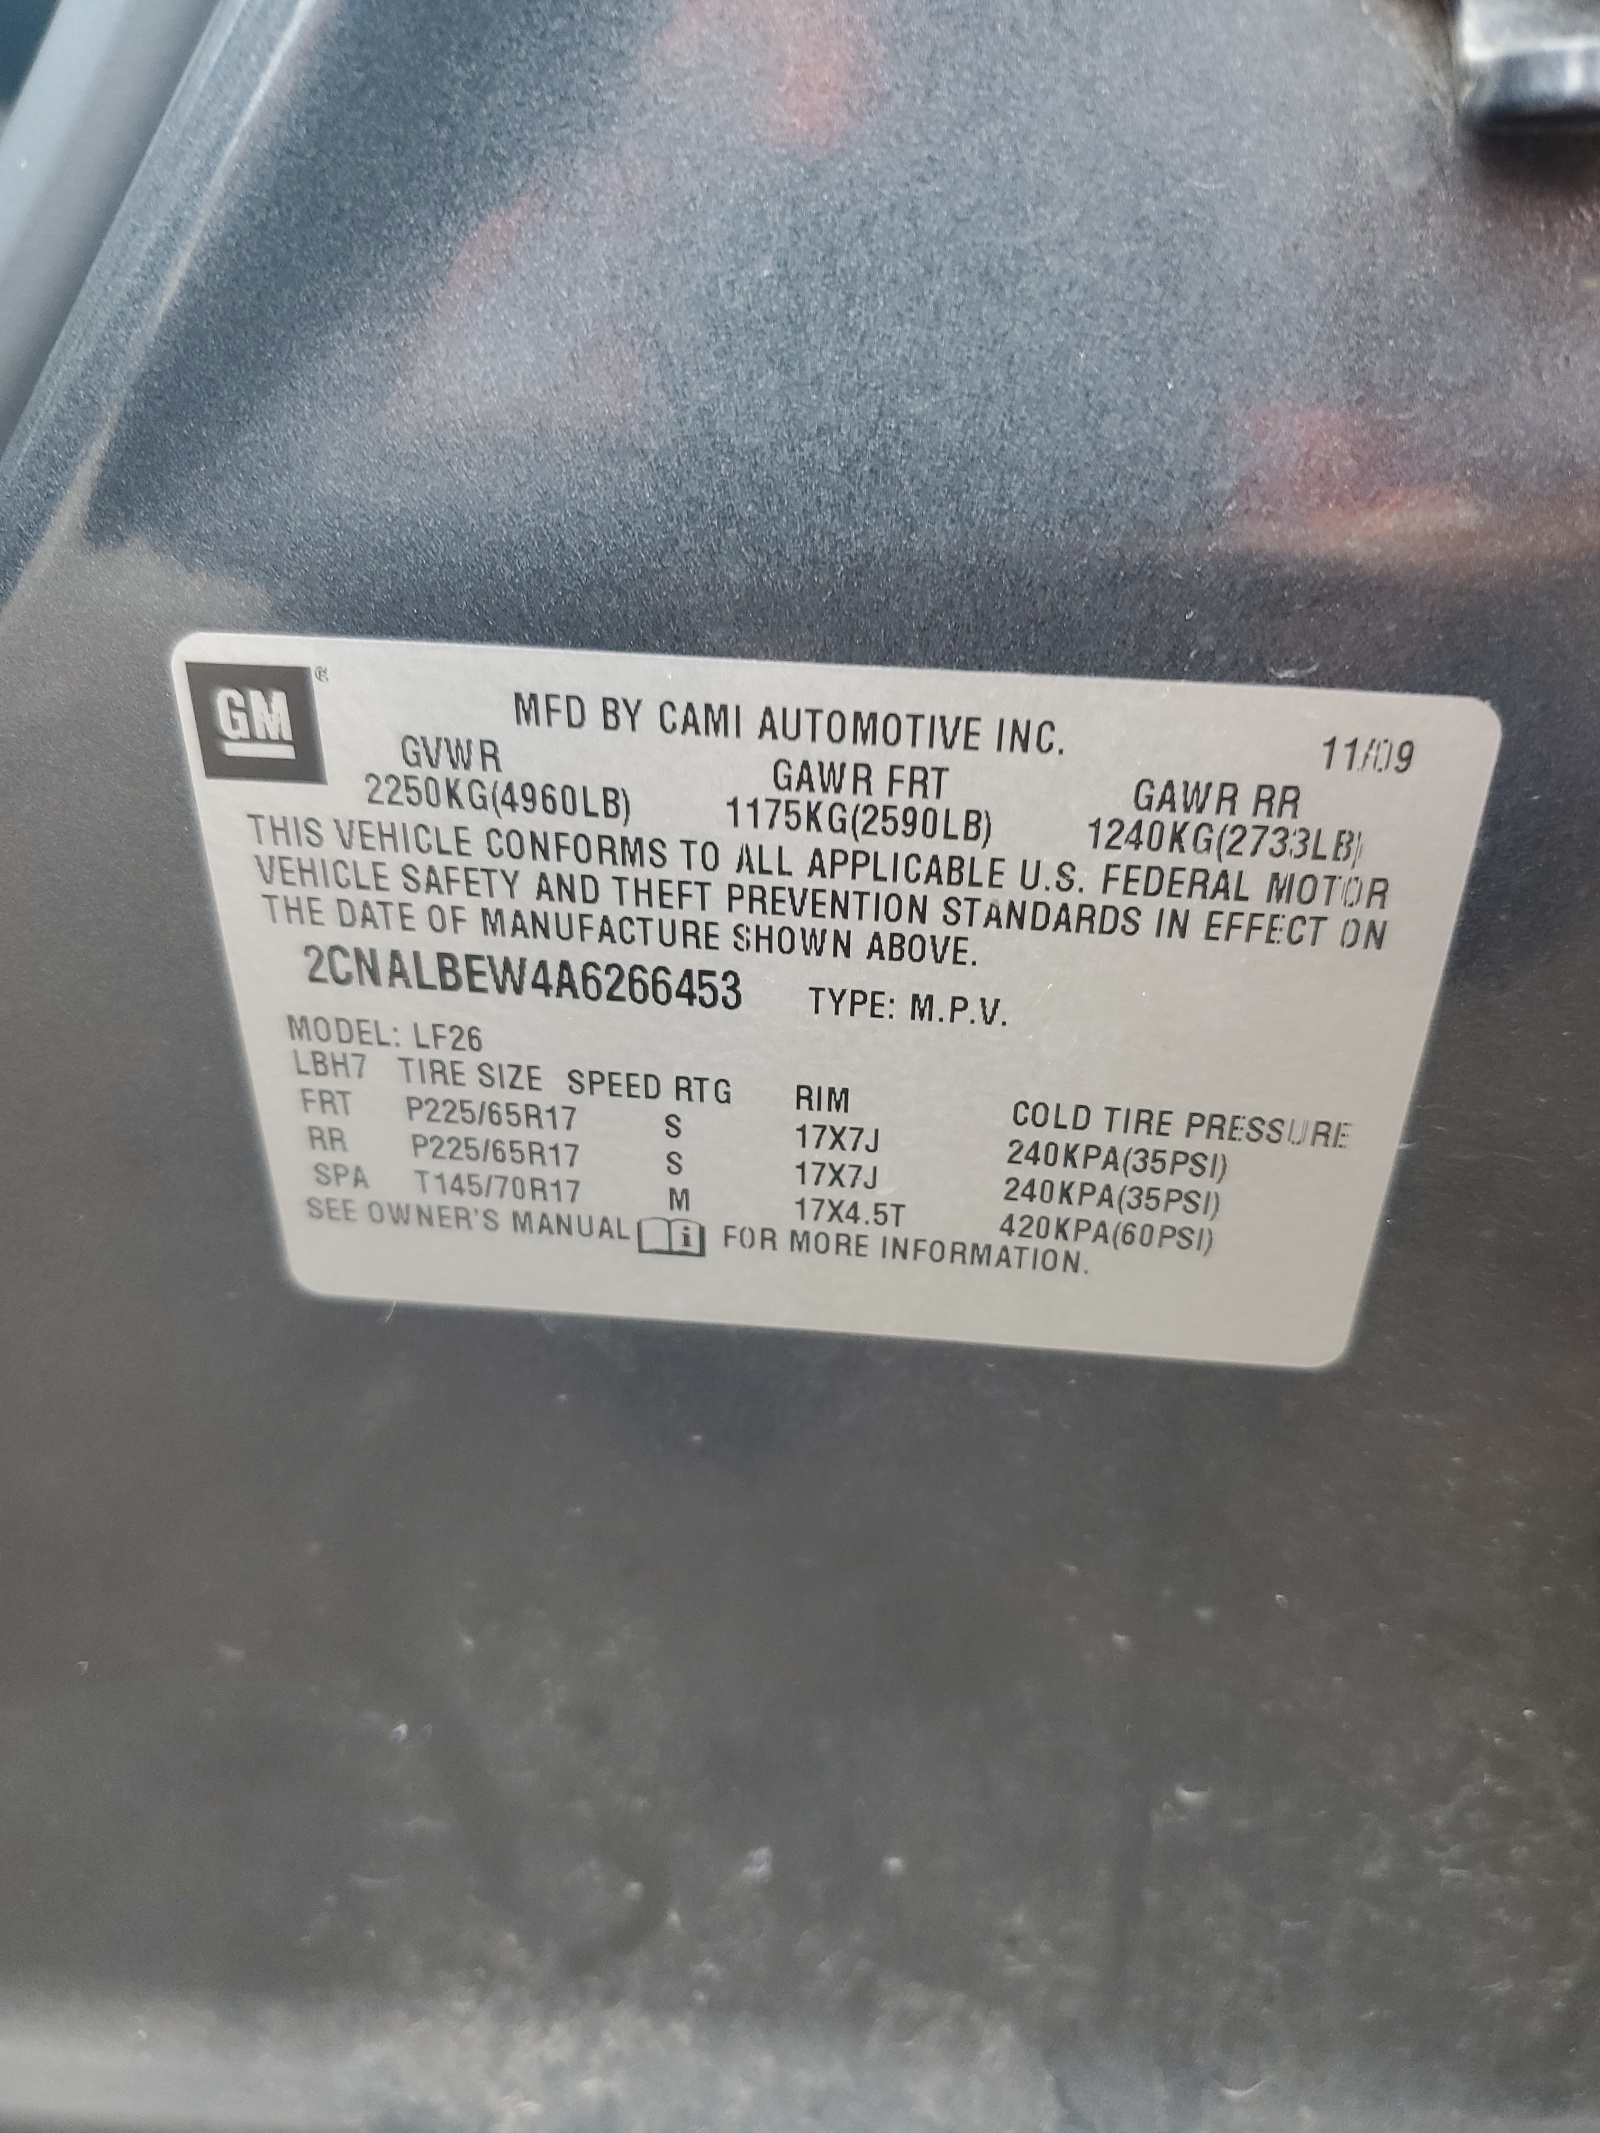 GM ®
MFD BY CAMI AUTOMOTIVE INC. 11/09
GVWR GAWR FRT GAWR RR
2250KG(4960LB) 1175KG(2590LB) 1240KG(2733LB)
THIS VEHICLE CONFORMS TO ALL APPLICABLE U.S. FEDERAL MOTOR
VEHICLE SAFETY AND THEFT PREVENTION STANDARDS IN EFFECT ON
THE DATE OF MANUFACTURE SHOWN ABOVE.
2CNALBEW4A6266453 TYPE: M.P.V.
MODEL: LF26
LBH7 TIRE SIZE SPEED RTG RIM COLD TIRE PRESSURE
FRT P225/65R17 S 17X7J 240KPA(35PSI)
RR P225/65R17 S 17X7J 240KPA(35PSI)
SPA T145/70R17 M 17X4.5T 420KPA(60PSI)
SEE OWNER'S MANUAL i FOR MORE INFORMATION.